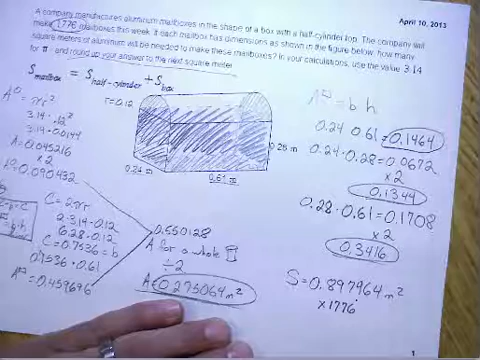 April 10, 2013
A company manufactures aluminum mailboxes in the shape of a box with a half-cylinder top. The company will
make 1776 mailboxes this week. If each mailbox has dimensions as shown in the figure below, how many
square meters of aluminum will be needed to make these mailboxes? In your calculations, use the value 3.14
for π and round up your answer to the next square meter.
S mailbox = S half-cylinder + S box
A = πr²
3.14 · .12²
3.14 · 0.0144
A = 0.045216
x 2
0.090432
C = 2πr
2 · 3.14 · 0.12
6.28 · 0.12
C = 0.7536 = b
0.7536 · 0.61
A = 0.459696
r = 0.12
0.28 m
0.24 m
0.61 m
0.550128
A for a whole
÷ 2
A = 0.275064 m²
A = b h
0.24 · 0.61 = 0.1464
0.24 · 0.28 = 0.0672
x 2
0.1344
0.28 · 0.61 = 0.1708
x 2
0.3416
S = 0.897464 m²
x 1776
1